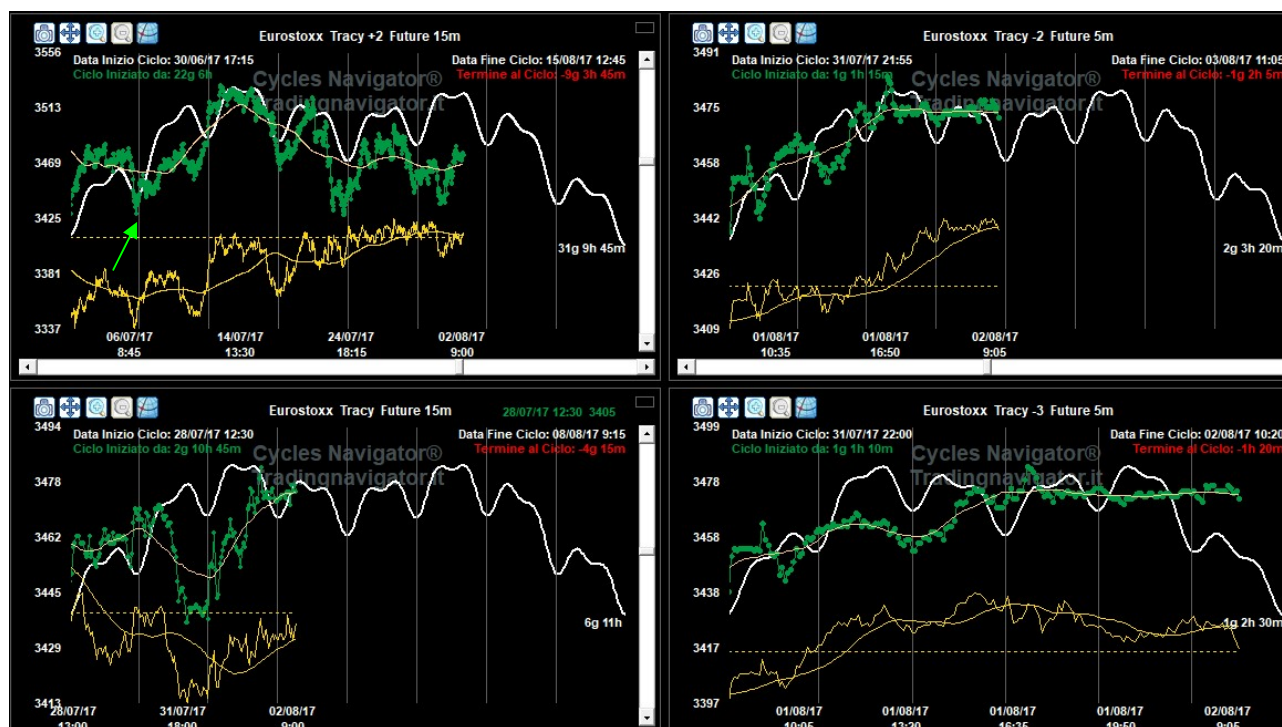 Eurostoxx Tracy +2 Future 15m
3556
Data Inizio Ciclo: 30/06/17 17:15
Data Fine Ciclo: 15/08/17 12:45
Ciclo Iniziato da: 22g 6h
Cycles Navigator®
Termine al Ciclo: -9g 3h 45m
Tradingnavigator.it
3513
3469
3425
31g 9h 45m
3381
3337
06/07/17
14/07/17
24/07/17
02/08/17
8:45
13:30
18:15
9:00
Eurostoxx Tracy -2 Future 5m
3491
Data Inizio Ciclo: 31/07/17 21:55
Data Fine Ciclo: 03/08/17 11:05
Ciclo Iniziato da: 1g 1h 15m
Cycles Navigator®
Termine al Ciclo: -1g 2h 5m
Tradingnavigator.it
3475
3458
3442
2g 3h 20m
3426
3409
01/08/17
01/08/17
02/08/17
10:35
16:50
9:05
Eurostoxx Tracy Future 15m
28/07/17 12:30 3405
3494
Data Inizio Ciclo: 28/07/17 12:30
Data Fine Ciclo: 08/08/17 9:15
Ciclo Iniziato da: 2g 10h 45m
Cycles Navigator®
Termine al Ciclo: -4g 15m
Tradingnavigator.it
3478
3462
3445
6g 11h
3429
3413
28/07/17
31/07/17
02/08/17
13:00
18:00
9:00
Eurostoxx Tracy -3 Future 5m
3499
Data Inizio Ciclo: 31/07/17 22:00
Data Fine Ciclo: 02/08/17 10:20
Ciclo Iniziato da: 1g 1h 10m
Cycles Navigator®
Termine al Ciclo: -1h 20m
Tradingnavigator.it
3478
3458
3438
3417
1g 2h 30m
3397
01/08/17
01/08/17
01/08/17
01/08/17
02/08/17
10:05
13:20
16:35
19:50
9:05